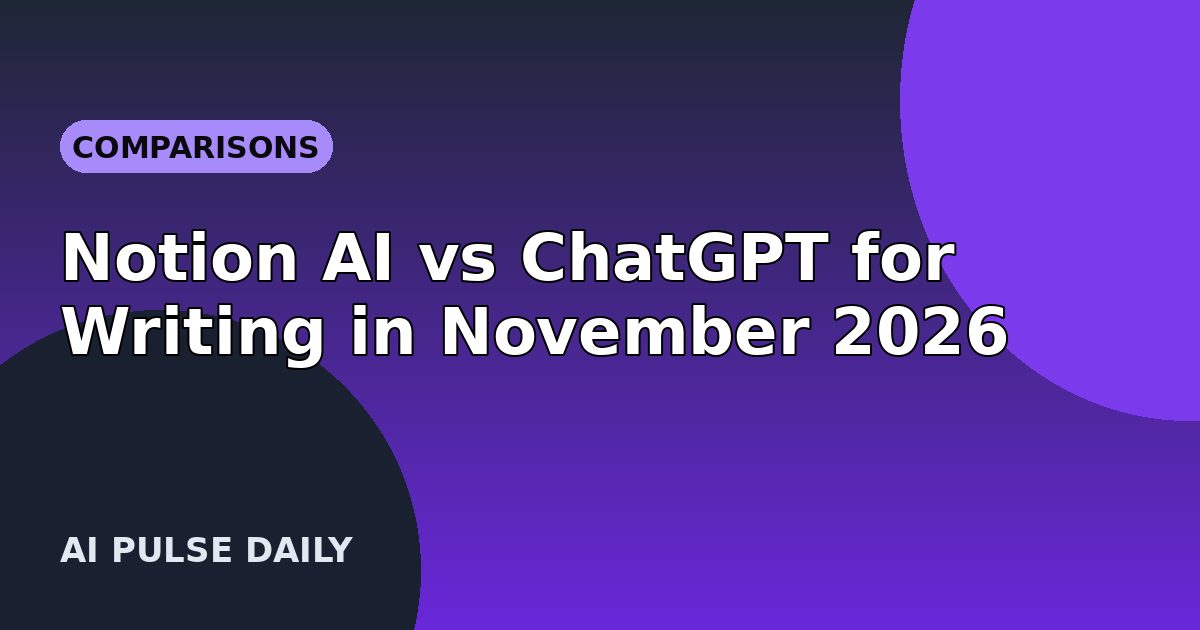 COMPARISONS
Notion AI vs ChatGPT for
Writing in November 2026
AI PULSE DAILY